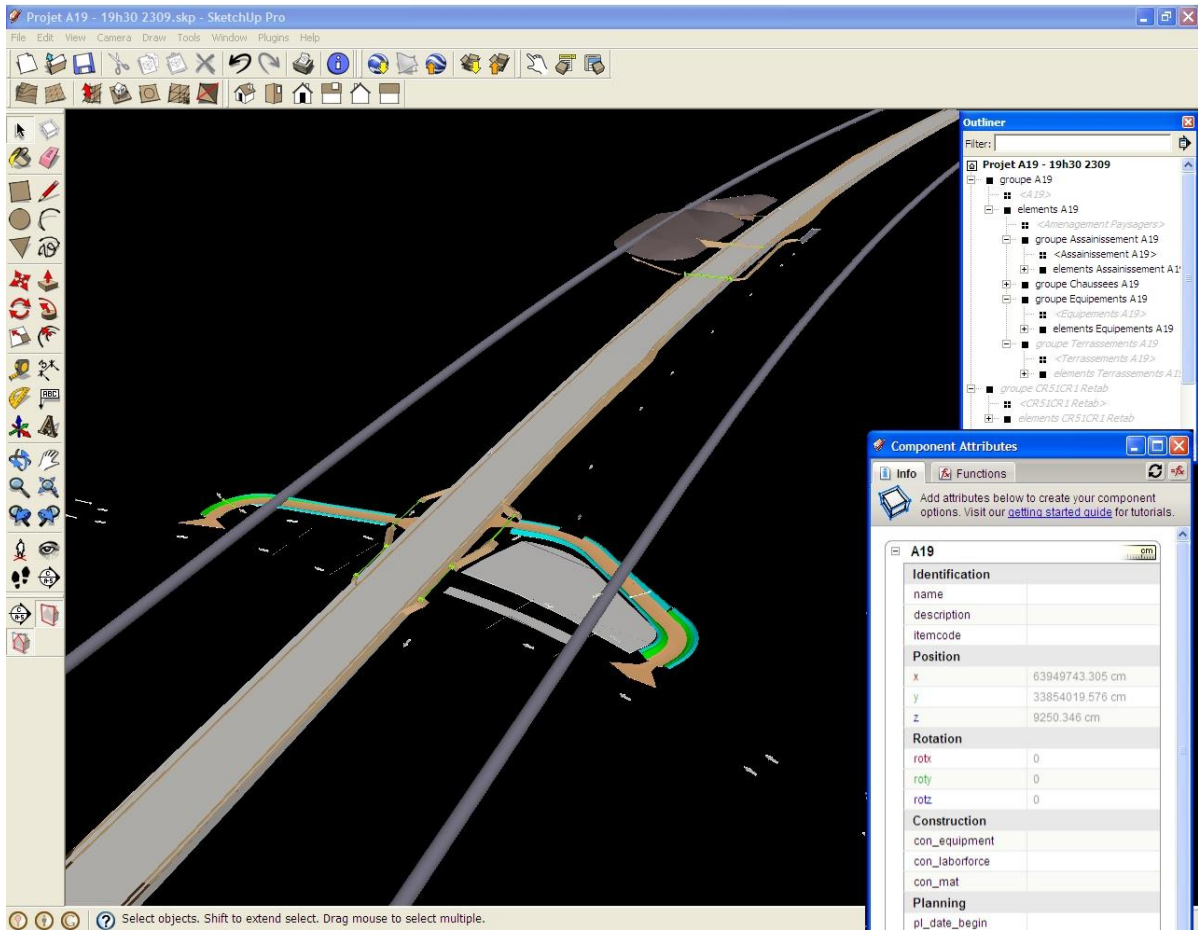 Projet A19 - 19h30 2309.skp - SketchUp Pro
File Edit View Camera Draw Tools Window Plugins Help
Outliner
Filter:
Projet A19 - 19h30 2309
groupe A19
<A19>
elements A19
<Amenagement Paysagers>
groupe Assainissement A19
<Assainissement A19>
elements Assainissement A1
groupe Chaussees A19
groupe Equipements A19
<Equipements A19>
elements Equipements A19
groupe Terrassements A19
<Terrassements A19>
elements Terrassements A1
groupe CR51CR1 Retab
<CR51CR1 Retab>
elements CR51CR1 Retab
ABC
Component Attributes
Info Functions
Add attributes below to create your component
options. Visit our getting started guide for tutorials.
A19 cm
Identification
name
description
itemcode
Position
x 63949743.305 cm
y 33854019.576 cm
z 9250.346 cm
Rotation
rotx 0
roty 0
rotz 0
Construction
con_equipment
con_laborforce
con_mat
Planning
pl_date_begin
Select objects. Shift to extend select. Drag mouse to select multiple.